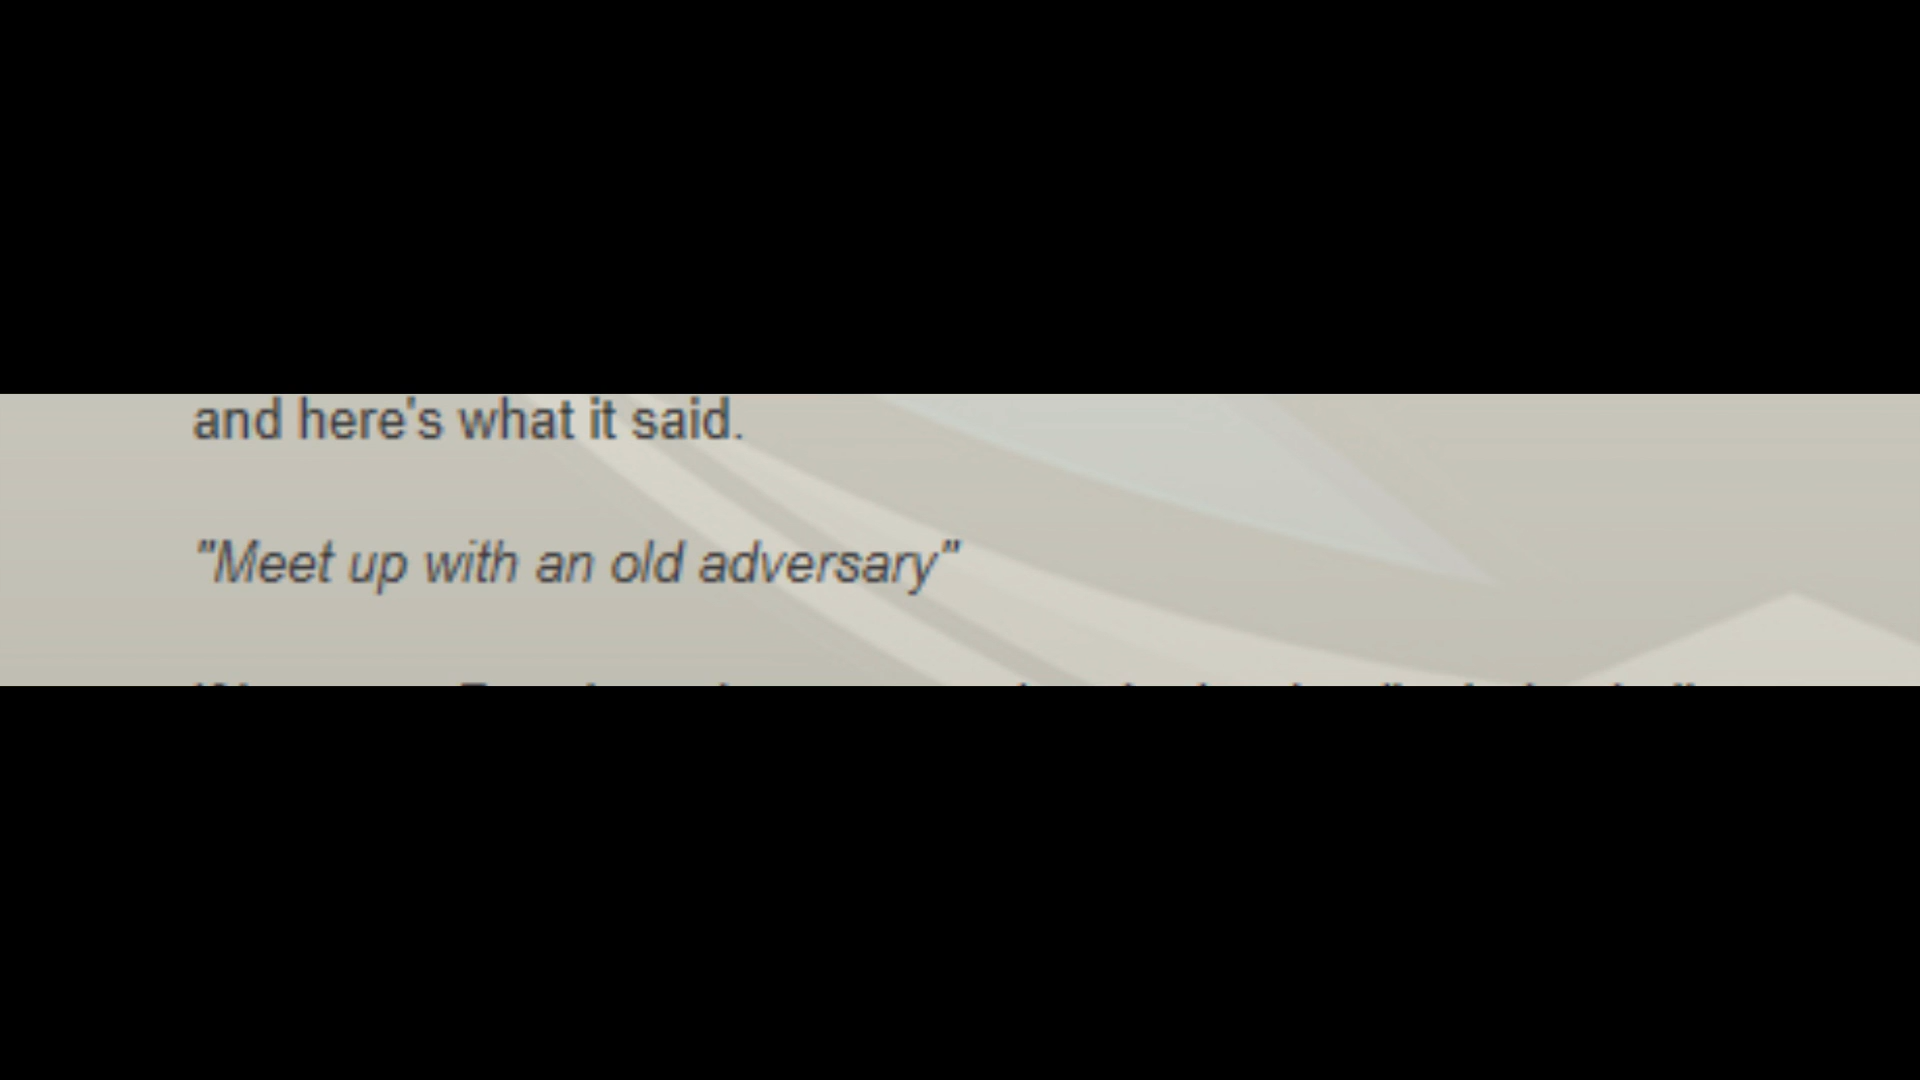 and here's what it said.
"Meet up with an old adversary"